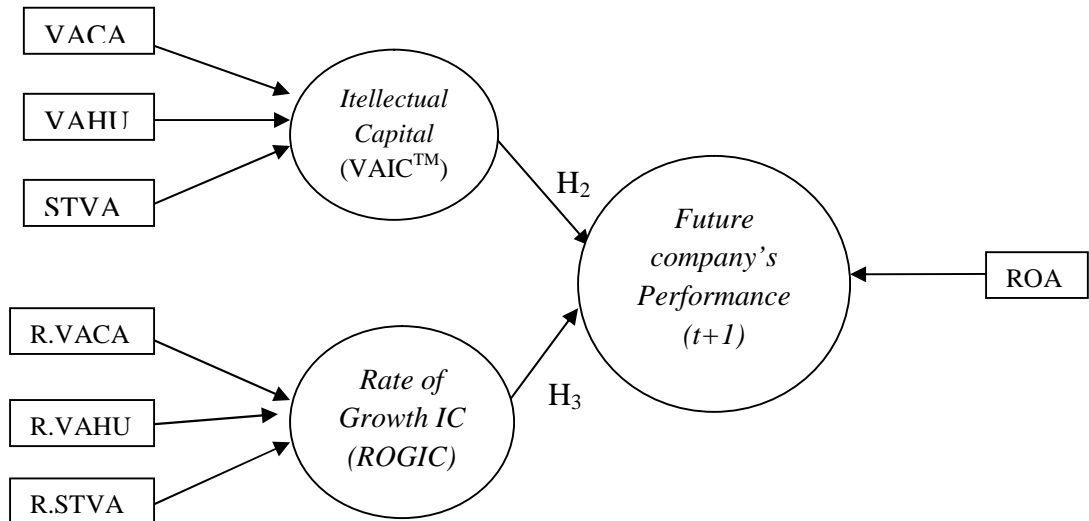 VACA
VAHU
STVA
Itellectual
Capital
(VAIC™)
H₂
Future
company’s
Performance
(t+1)
ROA
R.VACA
R.VAHU
R.STVA
Rate of
Growth IC
(ROGIC)
H₃